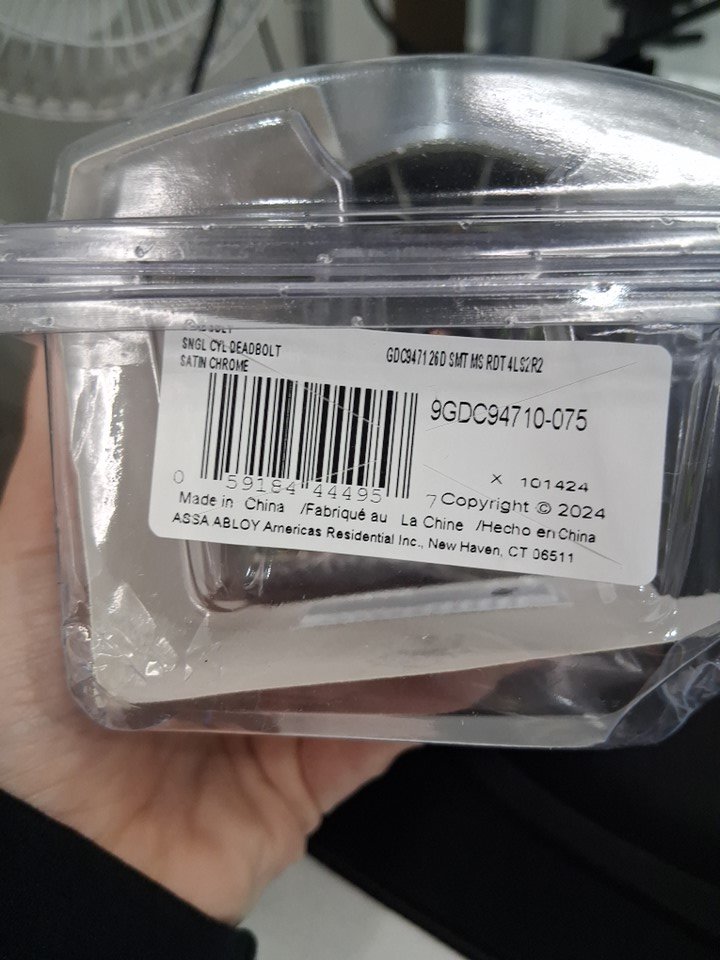 SNGL CYL DEADBOLT
SATIN CHROME
GDC9471 26D SMT MS RDT 4LS2R2
9GDC94710-075
0 59184 44495 7
X 101424
Copyright © 2024
Made in China /Fabriqué au La Chine /Hecho en China
ASSA ABLOY Americas Residential Inc., New Haven, CT 06511